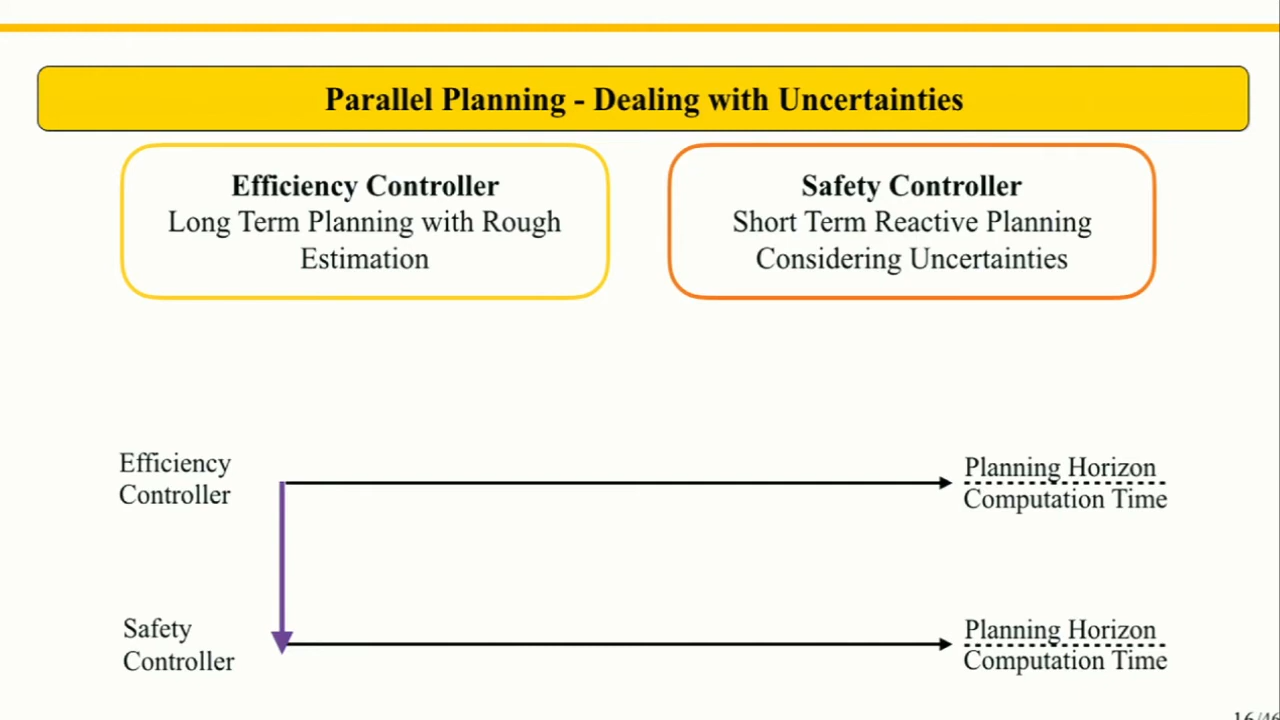 Parallel Planning - Dealing with Uncertainties
Efficiency Controller
Long Term Planning with Rough
Estimation
Safety Controller
Short Term Reactive Planning
Considering Uncertainties
Efficiency
Controller
Planning Horizon
Computation Time
Safety
Controller
Planning Horizon
Computation Time